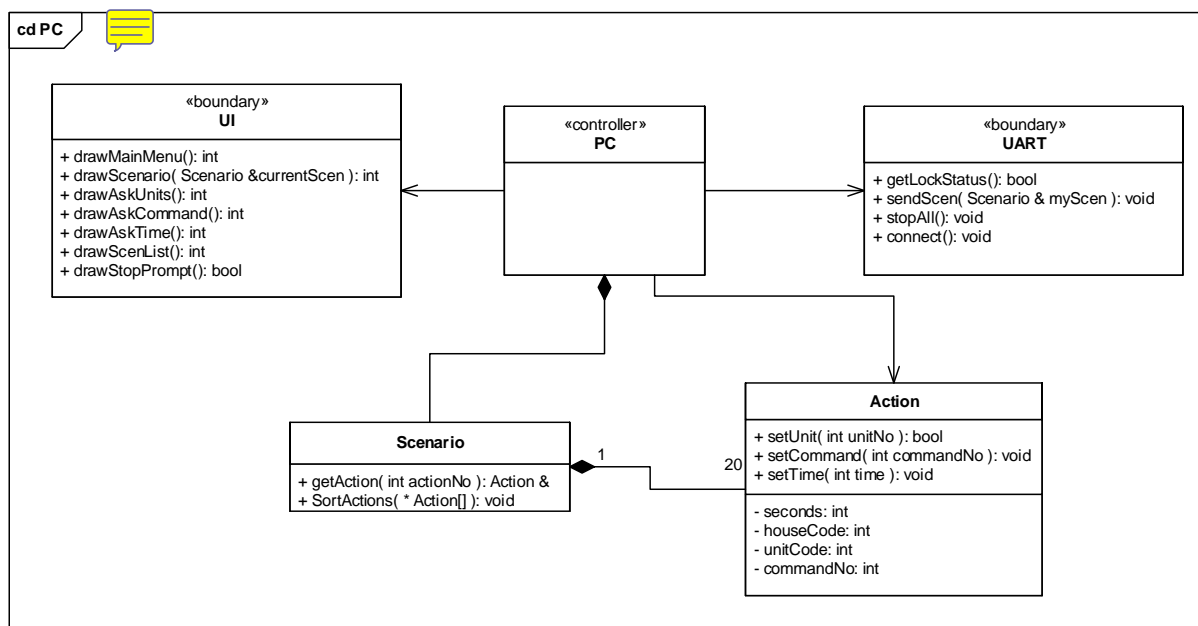 cd PC
«boundary»
UI
+ drawMainMenu(): int
+ drawScenario( Scenario &currentScen ): int
+ drawAskUnits(): int
+ drawAskCommand(): int
+ drawAskTime(): int
+ drawScenList(): int
+ drawStopPrompt(): bool
«controller»
PC
«boundary»
UART
+ getLockStatus(): bool
+ sendScen( Scenario & myScen ): void
+ stopAll(): void
+ connect(): void
Scenario
+ getAction( int actionNo ): Action &
+ SortActions( * Action[] ): void
1
20
Action
+ setUnit( int unitNo ): bool
+ setCommand( int commandNo ): void
+ setTime( int time ): void
- seconds: int
- houseCode: int
- unitCode: int
- commandNo: int